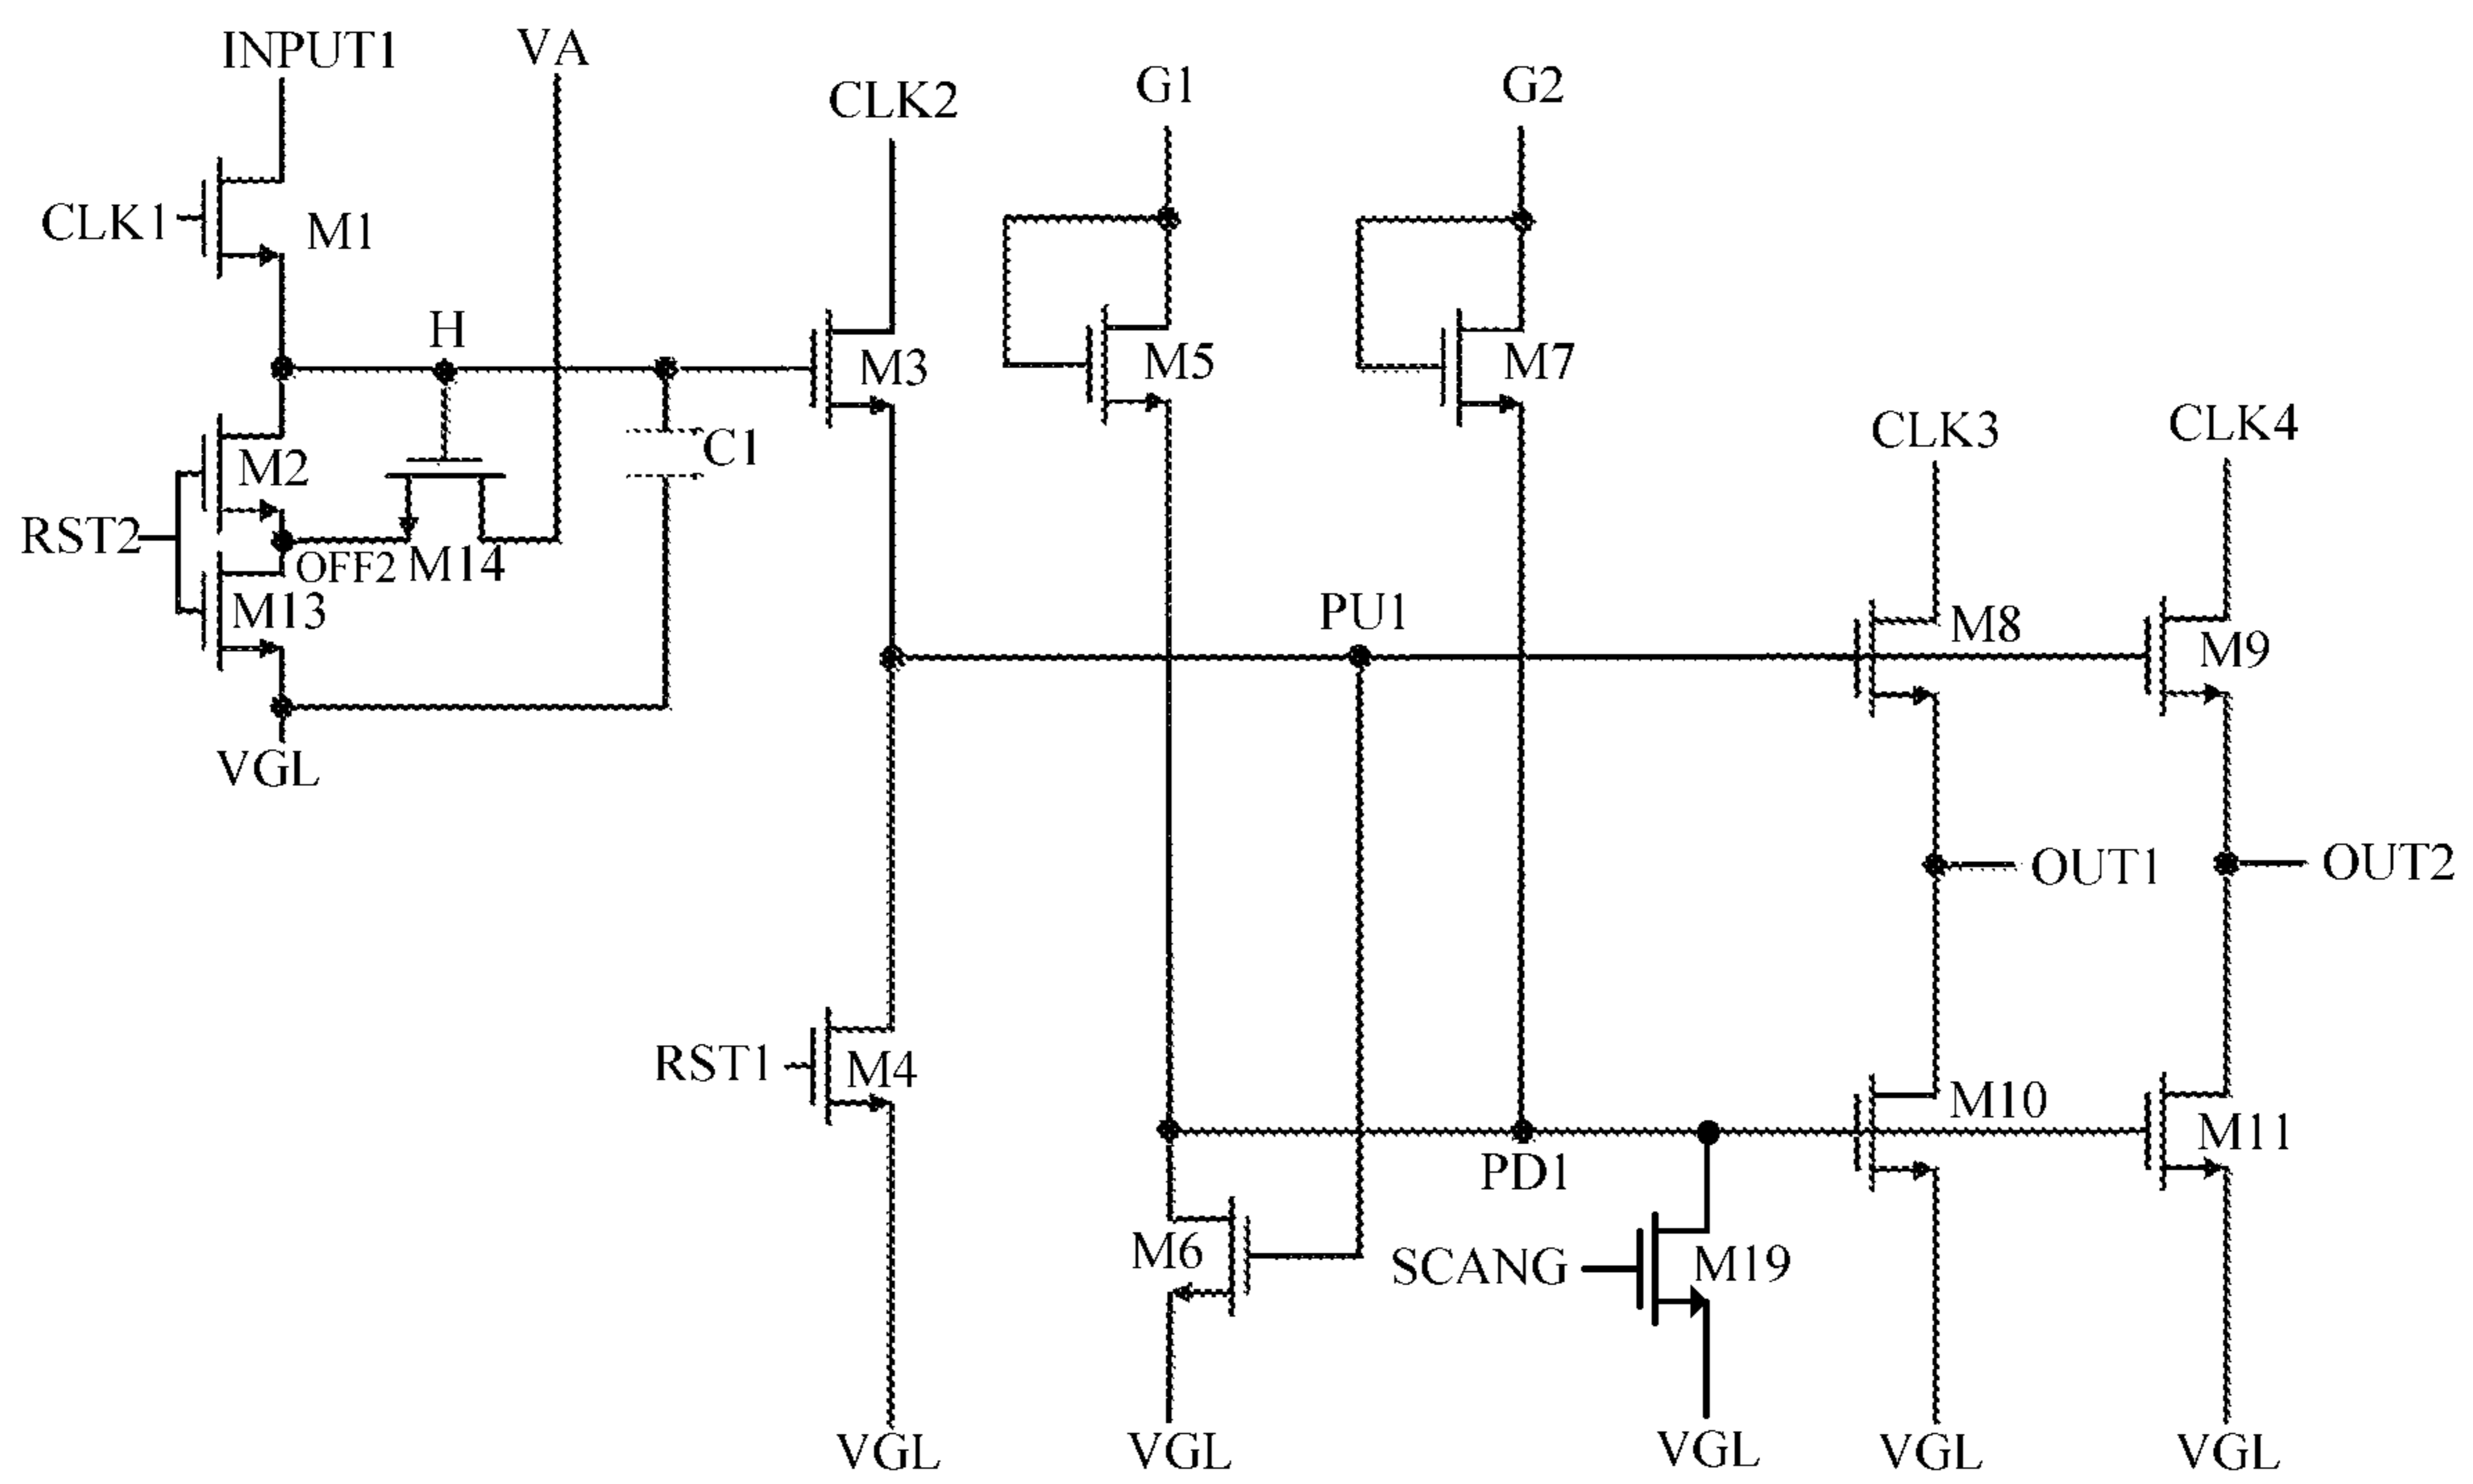 INPUT1
VA
CLK2
G1
G2
CLK1
M1
H
M3
M5
M7
CLK3
CLK4
M2
C1
RST2
OFF2
M14
M13
PU1
M8
M9
VGL
OUT1
OUT2
RST1
M4
M10
M11
PD1
M6
SCANG
M19
VGL
VGL
VGL
VGL
VGL